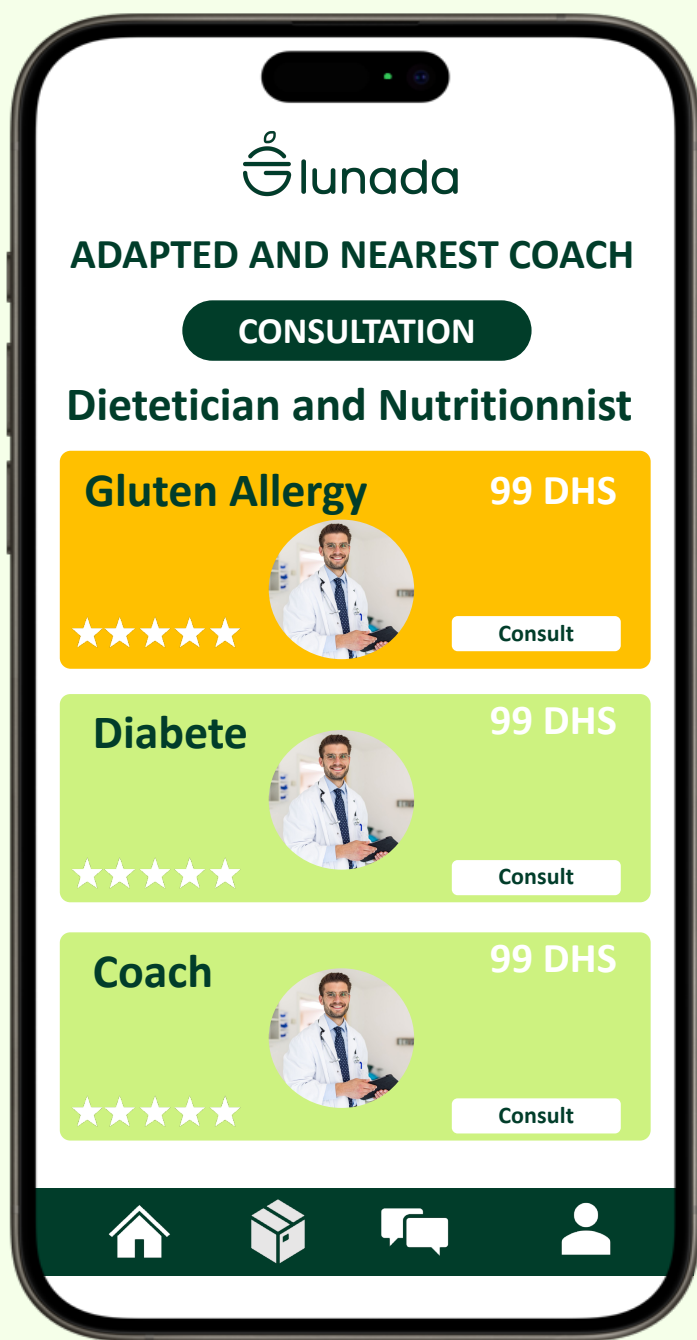 Glunada
ADAPTED AND NEAREST COACH
CONSULTATION
Dietetician and Nutritionnist
Gluten Allergy
99 DHS
Consult
Diabete
99 DHS
Consult
Coach
99 DHS
Consult